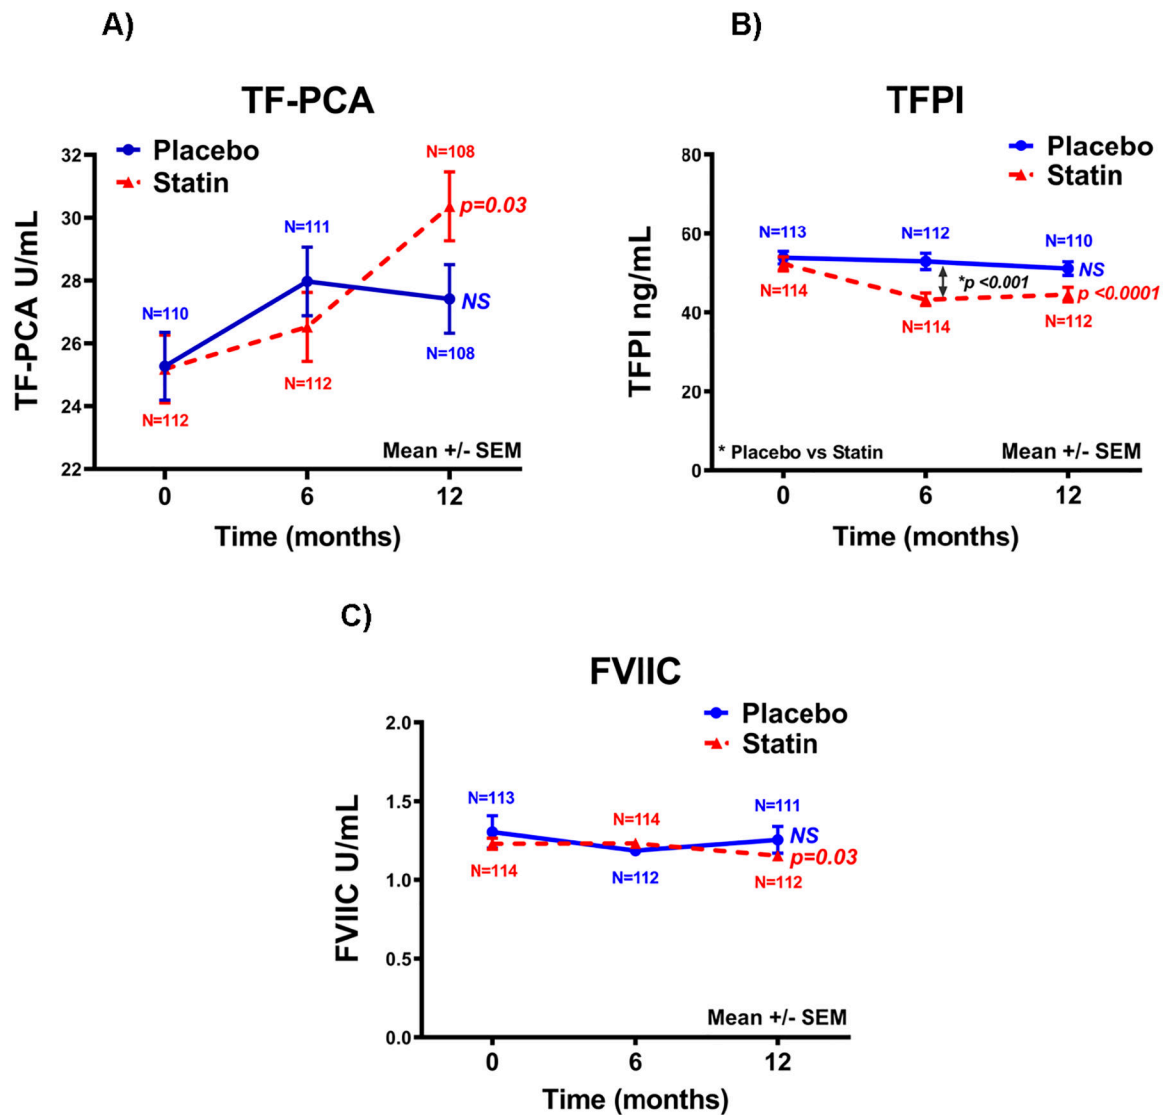 A)
TF-PCA
Placebo
Statin
TF-PCA U/mL
32
30
28
26
24
22
N=110
N=112
N=111
N=112
N=108
p=0.03
NS
N=108
Mean +/- SEM
0 6 12
Time (months)
B)
TFPI
Placebo
Statin
TFPI ng/mL
80
60
40
20
0
N=113
N=114
N=112
*p <0.001
N=114
N=110
NS
p <0.0001
N=112
* Placebo vs Statin
Mean +/- SEM
0 6 12
Time (months)
C)
FVIIC
Placebo
Statin
FVIIC U/mL
2.0
1.5
1.0
0.5
0.0
N=113
N=114
N=114
N=112
N=111
NS
p=0.03
N=112
Mean +/- SEM
0 6 12
Time (months)